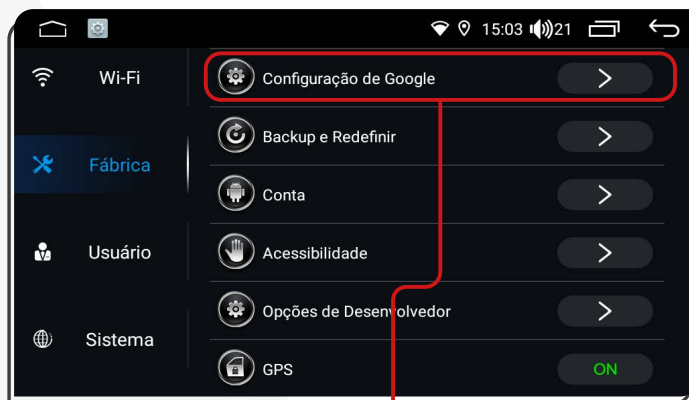 15:03 21
Wi-Fi
Configuração de Google
Backup e Redefinir
Fábrica
Conta
Usuário
Acessibilidade
Opções de Desenvolvedor
Sistema
GPS ON